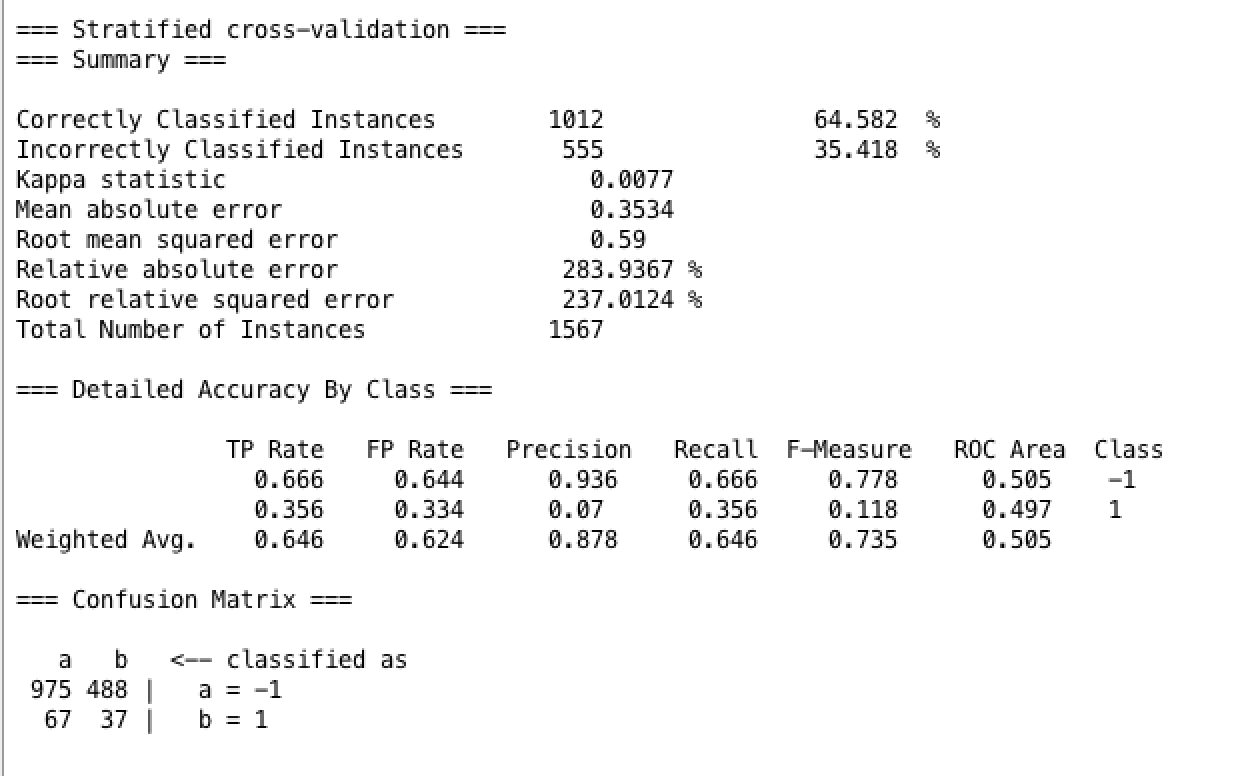 === Stratified cross-validation ===
=== Summary ===
Correctly Classified Instances 1012 64.582 %
Incorrectly Classified Instances 555 35.418 %
Kappa statistic 0.0077
Mean absolute error 0.3534
Root mean squared error 0.59
Relative absolute error 283.9367 %
Root relative squared error 237.0124 %
Total Number of Instances 1567
=== Detailed Accuracy By Class ===
TP Rate FP Rate Precision Recall F-Measure ROC Area Class
0.666 0.644 0.936 0.666 0.778 0.505 -1
0.356 0.334 0.07 0.356 0.118 0.497 1
Weighted Avg. 0.646 0.624 0.878 0.646 0.735 0.505
=== Confusion Matrix ===
a b <-- classified as
975 488 | a = -1
67 37 | b = 1